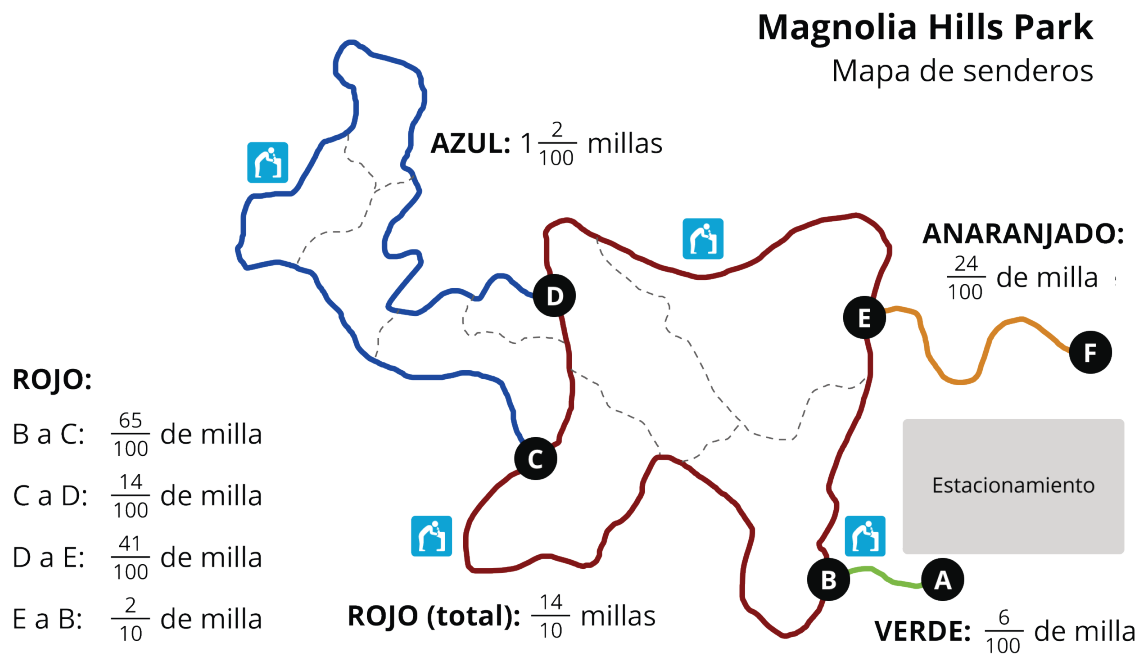 Magnolia Hills Park
Mapa de senderos
AZUL: 1 2/100 millas
ANARANJADO:
24/100 de milla
D
E
F
ROJO:
B a C: 65/100 de milla
C a D: 14/100 de milla
D a E: 41/100 de milla
E a B: 2/10 de milla
C
Estacionamiento
B
A
ROJO (total): 14/10 millas
VERDE: 6/100 de milla